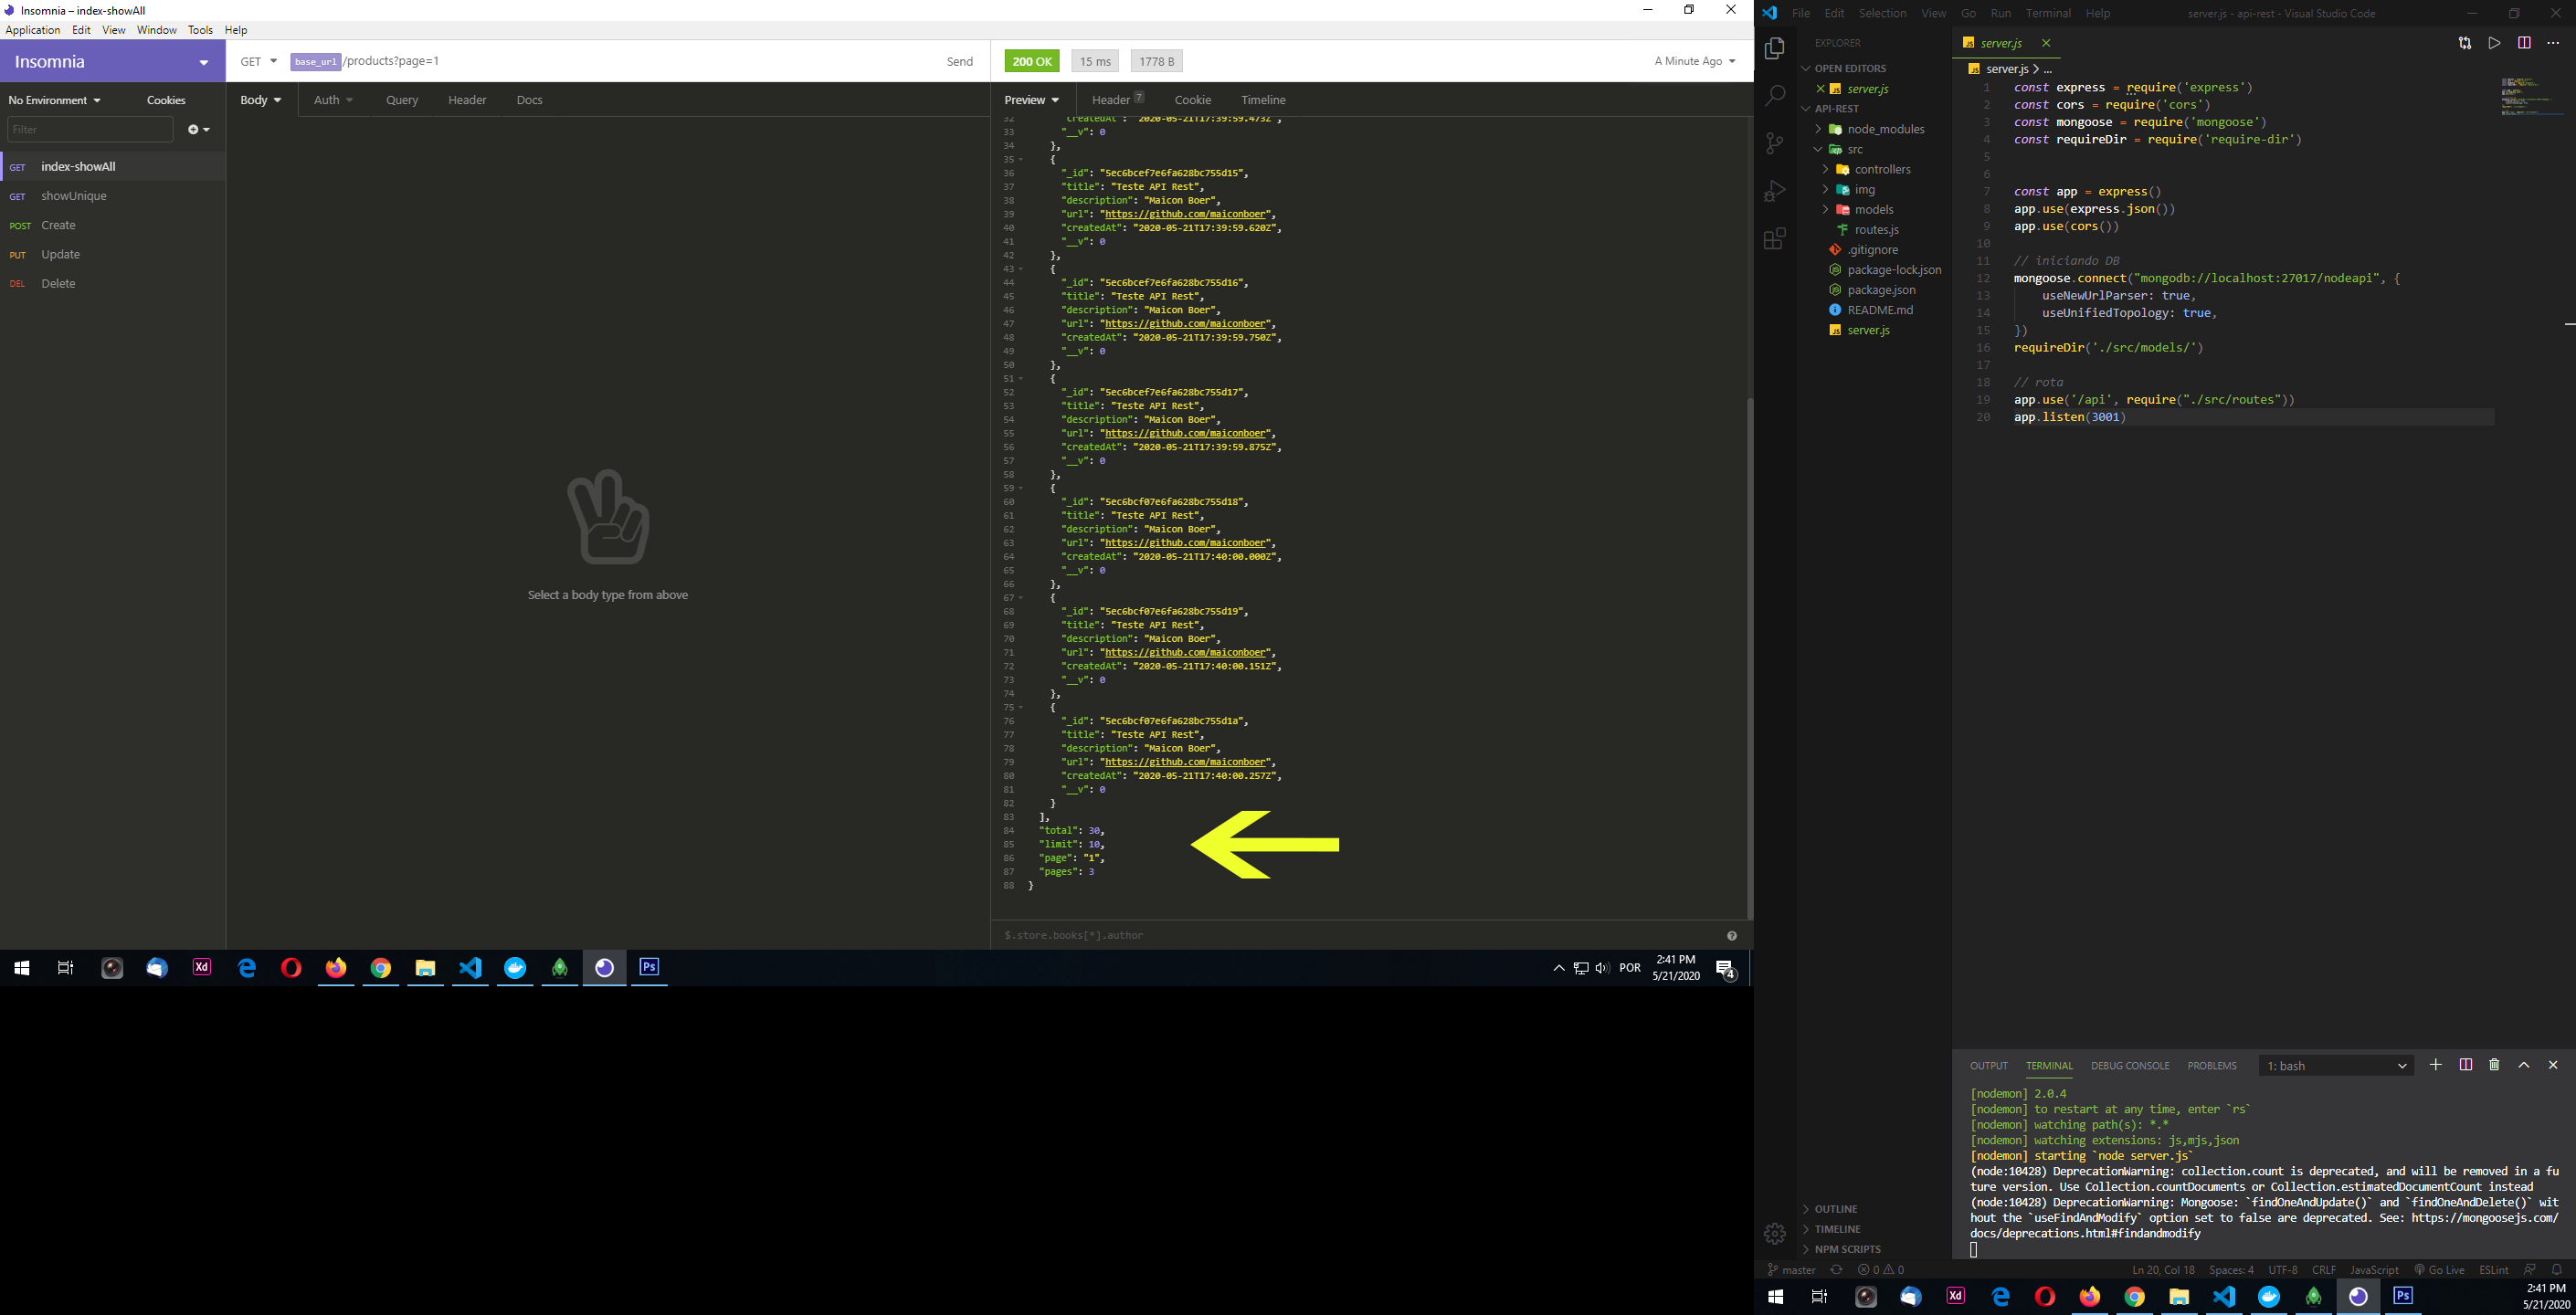 Insomnia – index-showAll
Application Edit View Window Tools Help
Insomnia
GET base_url/products?page=1 Send
200 OK 15 ms 1778 B A Minute Ago
No Environment Cookies
Body Auth Query Header Docs
Preview Header 7 Cookie Timeline
Filter
GET index-showAll
GET showUnique
POST Create
PUT Update
DEL Delete
Select a body type from above
32 "createdAt": "2020-05-21T17:39:59.473Z",
33 "__v": 0
34 },
35 {
36 "_id": "5ec6bcef7e6fa628bc755d15",
37 "title": "Teste API Rest",
38 "description": "Maicon Boer",
39 "url": "https://github.com/maiconboer",
40 "createdAt": "2020-05-21T17:39:59.620Z",
41 "__v": 0
42 },
43 {
44 "_id": "5ec6bcef7e6fa628bc755d16",
45 "title": "Teste API Rest",
46 "description": "Maicon Boer",
47 "url": "https://github.com/maiconboer",
48 "createdAt": "2020-05-21T17:39:59.750Z",
49 "__v": 0
50 },
51 {
52 "_id": "5ec6bcef7e6fa628bc755d17",
53 "title": "Teste API Rest",
54 "description": "Maicon Boer",
55 "url": "https://github.com/maiconboer",
56 "createdAt": "2020-05-21T17:39:59.875Z",
57 "__v": 0
58 },
59 {
60 "_id": "5ec6bcf07e6fa628bc755d18",
61 "title": "Teste API Rest",
62 "description": "Maicon Boer",
63 "url": "https://github.com/maiconboer",
64 "createdAt": "2020-05-21T17:40:00.000Z",
65 "__v": 0
66 },
67 {
68 "_id": "5ec6bcf07e6fa628bc755d19",
69 "title": "Teste API Rest",
70 "description": "Maicon Boer",
71 "url": "https://github.com/maiconboer",
72 "createdAt": "2020-05-21T17:40:00.151Z",
73 "__v": 0
74 },
75 {
76 "_id": "5ec6bcf07e6fa628bc755d1a",
77 "title": "Teste API Rest",
78 "description": "Maicon Boer",
79 "url": "https://github.com/maiconboer",
80 "createdAt": "2020-05-21T17:40:00.257Z",
81 "__v": 0
82 }
83 ],
84 "total": 30,
85 "limit": 10,
86 "page": "1",
87 "pages": 3
88 }
$.store.books[*].author
Xd Ps POR 2:41 PM 4
5/21/2020
File Edit Selection View Go Run Terminal Help server.js - api-rest - Visual Studio Code
EXPLORER
OPEN EDITORS
JS server.js
API-REST
node_modules
src
controllers
img
models
routes.js
.gitignore
package-lock.json
package.json
README.md
JS server.js
OUTLINE
TIMELINE
NPM SCRIPTS
JS server.js
JS server.js > ...
1 const express = require('express')
2 const cors = require('cors')
3 const mongoose = require('mongoose')
4 const requireDir = require('require-dir')
5
6
7 const app = express()
8 app.use(express.json())
9 app.use(cors())
10
11 // iniciando DB
12 mongoose.connect("mongodb://localhost:27017/nodeapi", {
13 useNewUrlParser: true,
14 useUnifiedTopology: true,
15 })
16 requireDir('./src/models/')
17
18 // rota
19 app.use('/api', require("./src/routes"))
20 app.listen(3001)
OUTPUT TERMINAL DEBUG CONSOLE PROBLEMS 1: bash
[nodemon] 2.0.4
[nodemon] to restart at any time, enter `rs`
[nodemon] watching path(s): *.*
[nodemon] watching extensions: js,mjs,json
[nodemon] starting `node server.js`
(node:10428) DeprecationWarning: collection.count is deprecated, and will be removed in a fu
ture version. Use Collection.countDocuments or Collection.estimatedDocumentCount instead
(node:10428) DeprecationWarning: Mongoose: `findOneAndUpdate()` and `findOneAndDelete()` wit
hout the `useFindAndModify` option set to false are deprecated. See: https://mongoosejs.com/
docs/deprecations.html#findandmodify
master 0 0 Ln 20, Col 18 Spaces: 4 UTF-8 CRLF JavaScript Go Live ESLint
Xd Ps 2:41 PM
5/21/2020